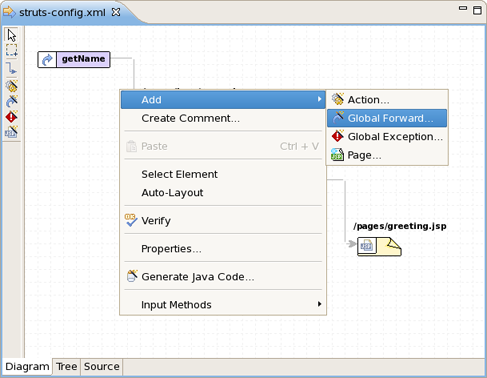 struts-config.xml
getName
Add
Create Comment...
Paste Ctrl + V
Select Element
Auto-Layout
Verify
Properties...
Generate Java Code...
Input Methods
Action...
Global Forward...
Global Exception...
Page...
/pages/greeting.jsp
Diagram Tree Source